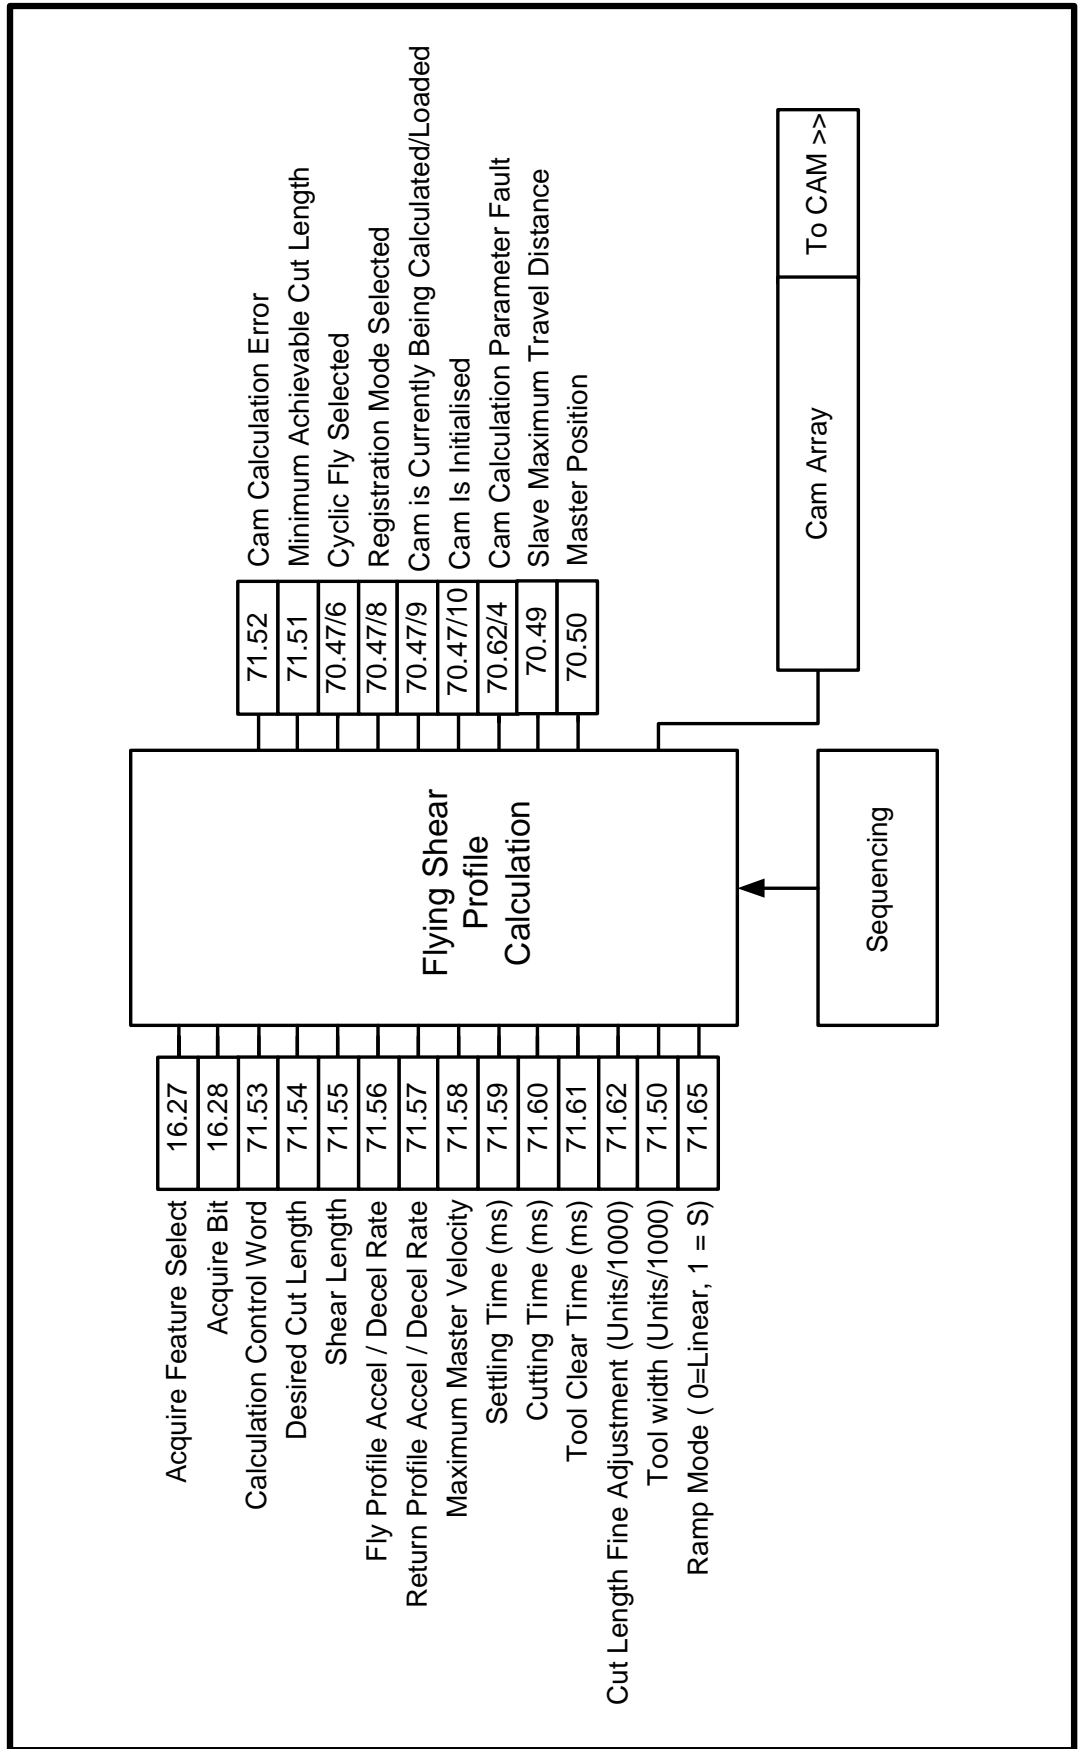 Acquire Feature Select 16.27
Acquire Bit 16.28
Calculation Control Word 71.53
Desired Cut Length 71.54
Shear Length 71.55
Fly Profile Accel / Decel Rate 71.56
Return Profile Accel / Decel Rate 71.57
Maximum Master Velocity 71.58
Settling Time (ms) 71.59
Cutting Time (ms) 71.60
Tool Clear Time (ms) 71.61
Cut Length Fine Adjustment (Units/1000) 71.62
Tool width (Units/1000) 71.50
Ramp Mode ( 0=Linear, 1 = S) 71.65
Flying Shear
Profile
Calculation
71.52 Cam Calculation Error
71.51 Minimum Achievable Cut Length
70.47/6 Cyclic Fly Selected
70.47/8 Registration Mode Selected
70.47/9 Cam is Currently Being Calculated/Loaded
70.47/10 Cam Is Initialised
70.62/4 Cam Calculation Parameter Fault
70.49 Slave Maximum Travel Distance
70.50 Master Position
Sequencing
Cam Array
To CAM >>